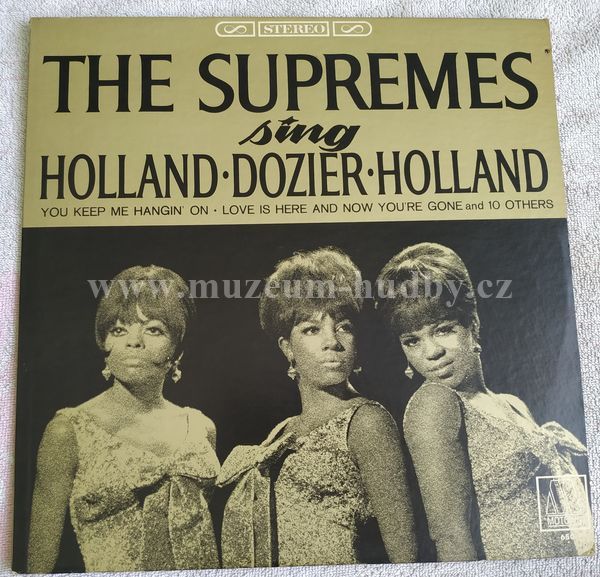 STEREO
THE SUPREMES
sing
HOLLAND·DOZIER·HOLLAND
YOU KEEP ME HANGIN' ON · LOVE IS HERE AND NOW YOU'RE GONE and 10 OTHERS
www.muzeum-hudby.cz